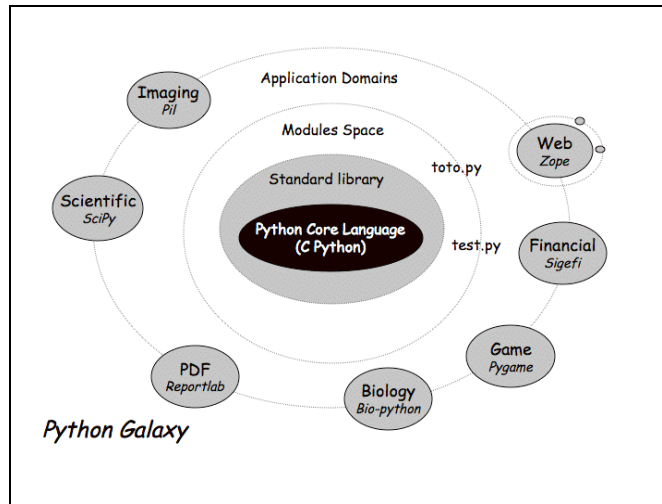 Application Domains
Imaging
Pil
Modules Space
Web
Zope
toto.py
Standard library
Scientific
SciPy
Python Core Language
(C Python)
test.py
Financial
Sigefi
Game
Pygame
PDF
Reportlab
Biology
Bio-python
Python Galaxy